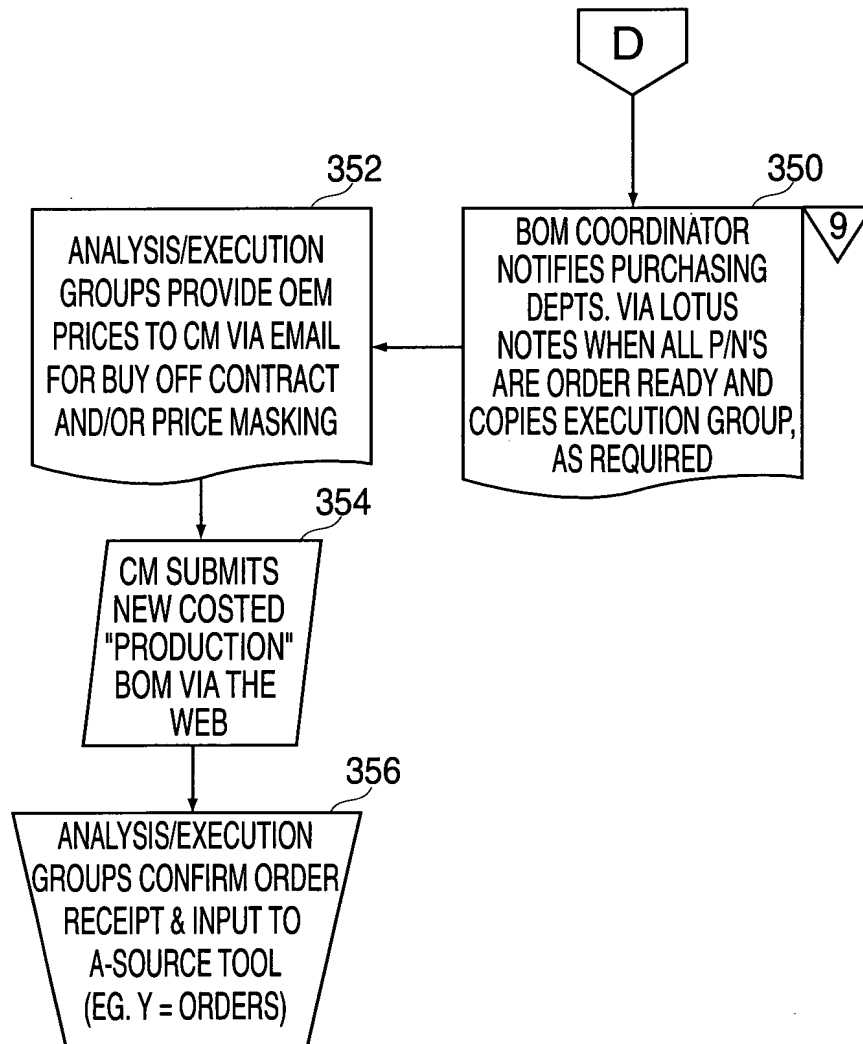 D
350
9
BOM COORDINATOR
NOTIFIES PURCHASING
DEPTS. VIA LOTUS
NOTES WHEN ALL P/N'S
ARE ORDER READY AND
COPIES EXECUTION GROUP,
AS REQUIRED
352
ANALYSIS/EXECUTION
GROUPS PROVIDE OEM
PRICES TO CM VIA EMAIL
FOR BUY OFF CONTRACT
AND/OR PRICE MASKING
354
CM SUBMITS
NEW COSTED
"PRODUCTION"
BOM VIA THE
WEB
356
ANALYSIS/EXECUTION
GROUPS CONFIRM ORDER
RECEIPT & INPUT TO
A-SOURCE TOOL
(EG. Y = ORDERS)